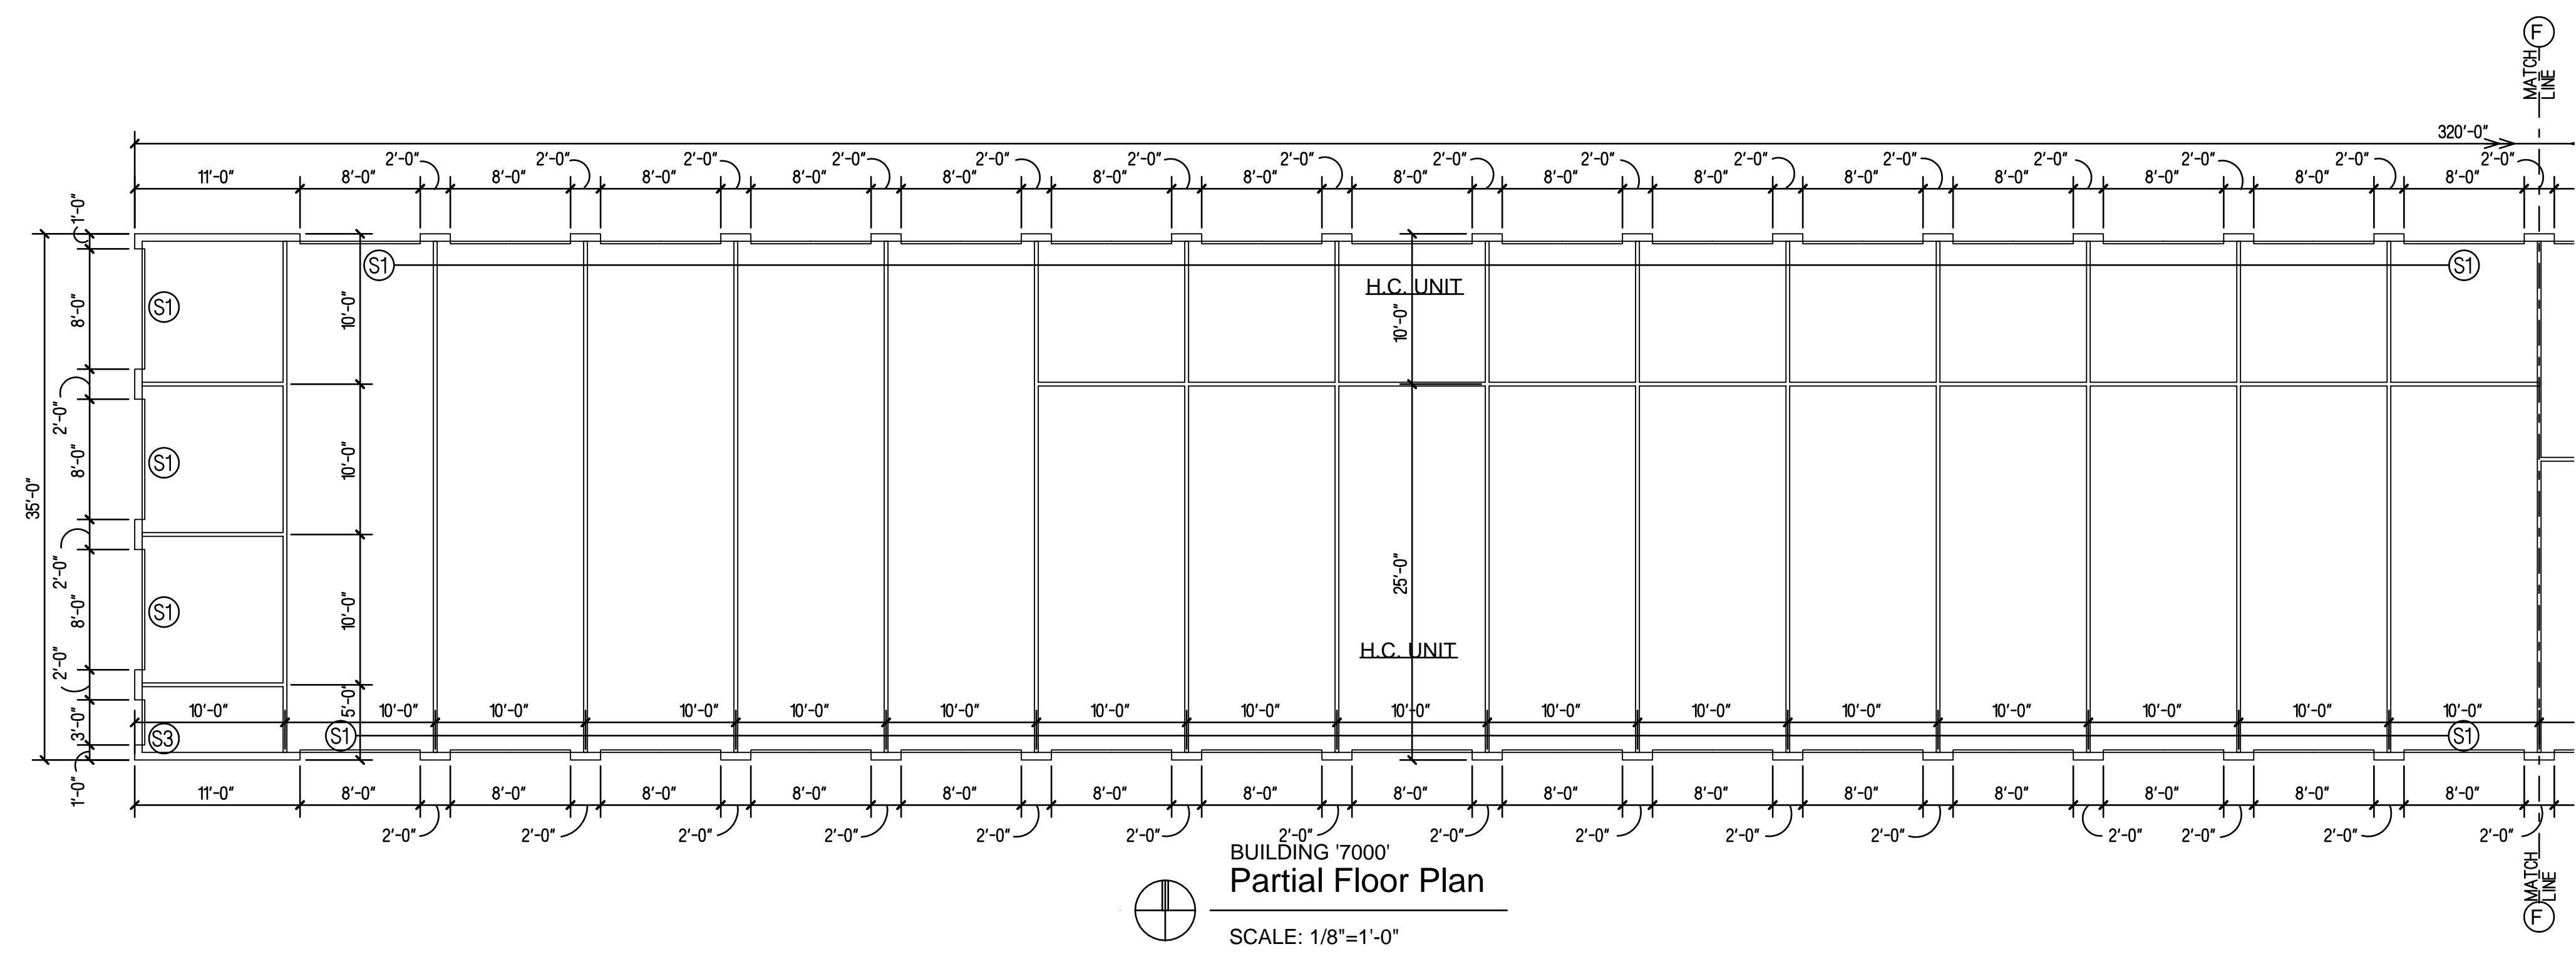 F
MATCH
LINE
320'-0"
2'-0" 2'-0" 2'-0" 2'-0" 2'-0" 2'-0" 2'-0" 2'-0" 2'-0" 2'-0" 2'-0" 2'-0" 2'-0" 2'-0" 2'-0"
11'-0" 8'-0" 8'-0" 8'-0" 8'-0" 8'-0" 8'-0" 8'-0" 8'-0" 8'-0" 8'-0" 8'-0" 8'-0" 8'-0" 8'-0" 8'-0"
1'-0"
S1 S1
H.C. UNIT
8'-0" S1 10'-0" 10'-0"
2'-0"
8'-0" S1 10'-0"
35'-0"
2'-0" 25'-0"
8'-0" S1 10'-0"
2'-0"
H.C. UNIT
5'-0"
10'-0" 10'-0" 10'-0" 10'-0" 10'-0" 10'-0" 10'-0" 10'-0" 10'-0" 10'-0" 10'-0" 10'-0" 10'-0" 10'-0" 10'-0" 10'-0"
3'-0" S3 S1 S1
1'-0"
11'-0" 8'-0" 8'-0" 8'-0" 8'-0" 8'-0" 8'-0" 8'-0" 8'-0" 8'-0" 8'-0" 8'-0" 8'-0" 8'-0" 8'-0" 8'-0"
2'-0" 2'-0" 2'-0" 2'-0" 2'-0" 2'-0" 2'-0" 2'-0" 2'-0" 2'-0" 2'-0" 2'-0" 2'-0" 2'-0" 2'-0"
BUILDING '7000'
Partial Floor Plan
SCALE: 1/8"=1'-0"
MATCH
LINE
F